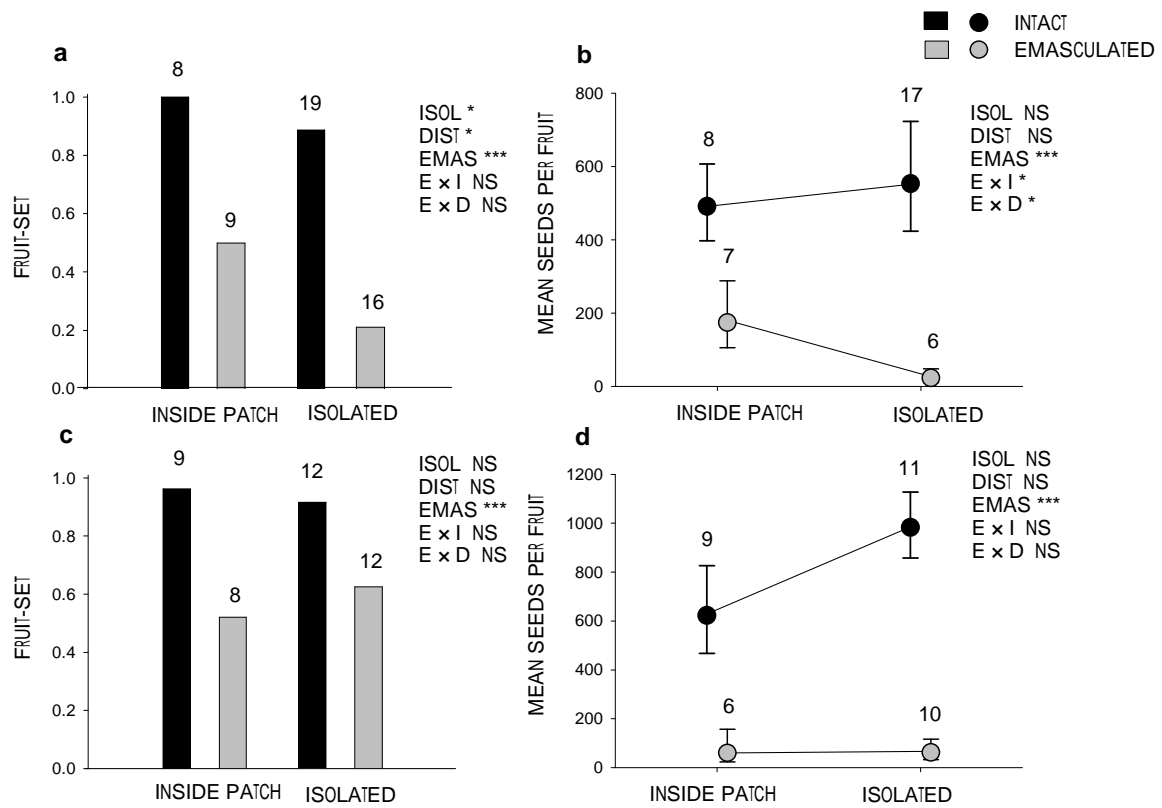 INTACT
EMASCULATED
a
8
19
9
16
1.0
0.8
0.6
0.4
0.2
0.0
FRUIT-SET
INSIDE PATCH
ISOLATED
ISOL *
DIST *
EMAS ***
E × I NS
E × D NS
b
8
17
7
6
800
600
400
200
0
MEAN SEEDS PER FRUIT
INSIDE PATCH
ISOLATED
ISOL NS
DIST NS
EMAS ***
E × I *
E × D *
c
9
12
8
12
1.0
0.8
0.6
0.4
0.2
0.0
FRUIT-SET
INSIDE PATCH
ISOLATED
ISOL NS
DIST NS
EMAS ***
E × I NS
E × D NS
d
9
11
6
10
1200
1000
800
600
400
200
0
MEAN SEEDS PER FRUIT
INSIDE PATCH
ISOLATED
ISOL NS
DIST NS
EMAS ***
E × I NS
E × D NS